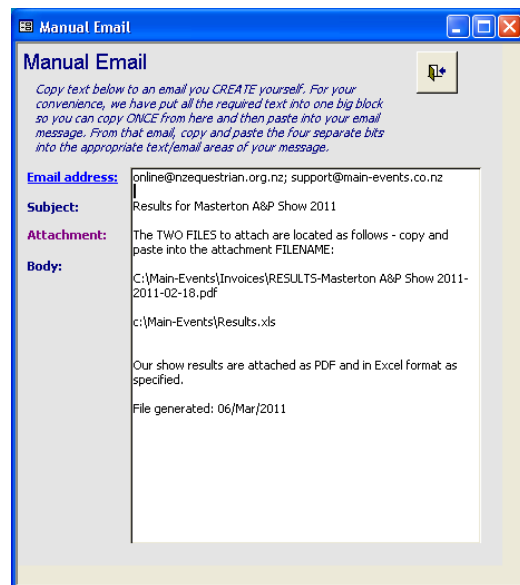 Manual Email
Manual Email
Copy text below to an email you CREATE yourself. For your
convenience, we have put all the required text into one big block
so you can copy ONCE from here and then paste into your email
message. From that email, copy and paste the four separate bits
into the appropriate text/email areas of your message.
Email address: online@nzequestrian.org.nz; support@main-events.co.nz
Subject: Results for Masterton A&P Show 2011
Attachment: The TWO FILES to attach are located as follows - copy and
paste into the attachment FILENAME:
Body:
C:\Main-Events\Invoices\RESULTS-Masterton A&P Show 2011-
2011-02-18.pdf
c:\Main-Events\Results.xls
Our show results are attached as PDF and in Excel format as
specified.
File generated: 06/Mar/2011